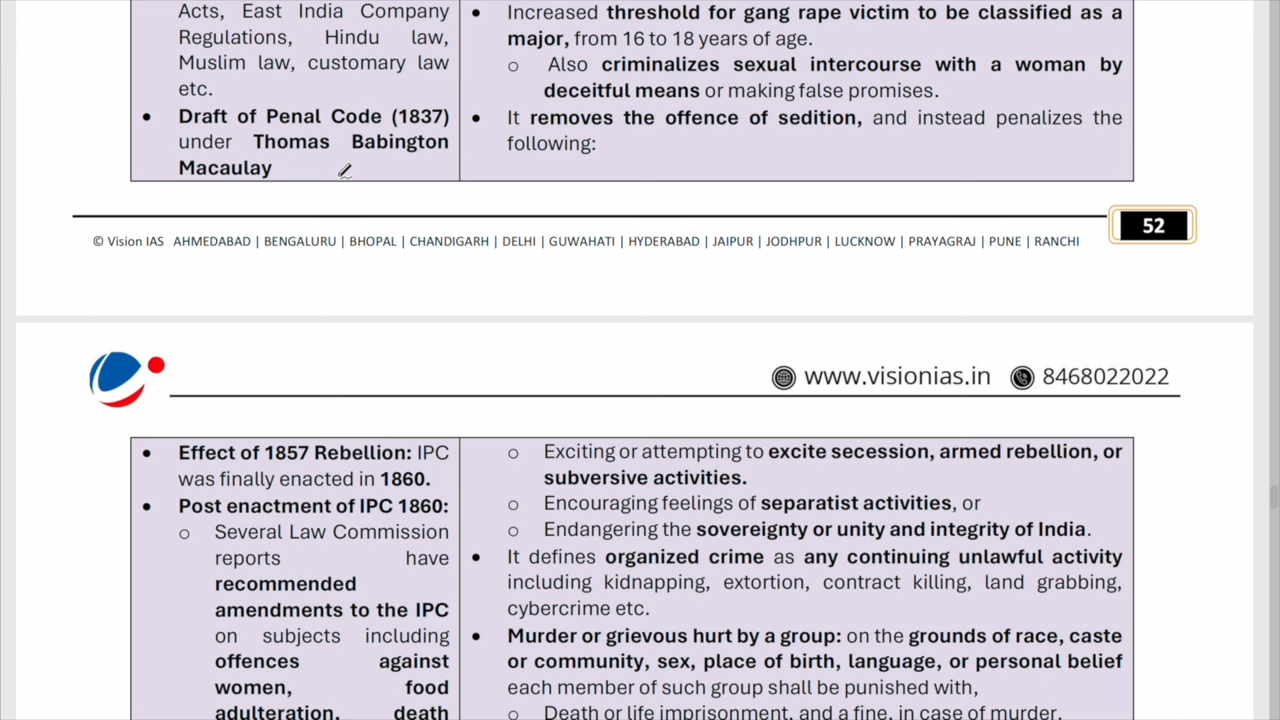 Acts, East India Company
Regulations, Hindu law,
Muslim law, customary law
etc.
• Draft of Penal Code (1837)
under Thomas Babington
Macaulay
• Increased threshold for gang rape victim to be classified as a
major, from 16 to 18 years of age.
o Also criminalizes sexual intercourse with a woman by
deceitful means or making false promises.
• It removes the offence of sedition, and instead penalizes the
following:
© Vision IAS AHMEDABAD | BENGALURU | BHOPAL | CHANDIGARH | DELHI | GUWAHATI | HYDERABAD | JAIPUR | JODHPUR | LUCKNOW | PRAYAGRAJ | PUNE | RANCHI
52
www.visionias.in 8468022022
• Effect of 1857 Rebellion: IPC
was finally enacted in 1860.
• Post enactment of IPC 1860:
o Several Law Commission
reports have
recommended
amendments to the IPC
on subjects including
offences against
women, food
adulteration, death
o Exciting or attempting to excite secession, armed rebellion, or
subversive activities.
o Encouraging feelings of separatist activities, or
o Endangering the sovereignty or unity and integrity of India.
• It defines organized crime as any continuing unlawful activity
including kidnapping, extortion, contract killing, land grabbing,
cybercrime etc.
• Murder or grievous hurt by a group: on the grounds of race, caste
or community, sex, place of birth, language, or personal belief
each member of such group shall be punished with,
o Death or life imprisonment, and a fine, in case of murder.